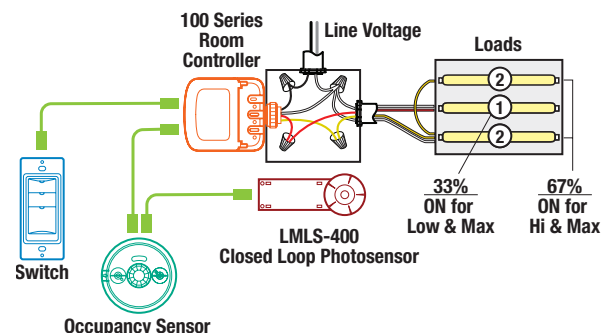 100 Series
Room
Controller
Line Voltage
Loads
2
1
2
33%
ON for
Low & Max
67%
ON for
Hi & Max
LMLS-400
Closed Loop Photosensor
Switch
Occupancy Sensor